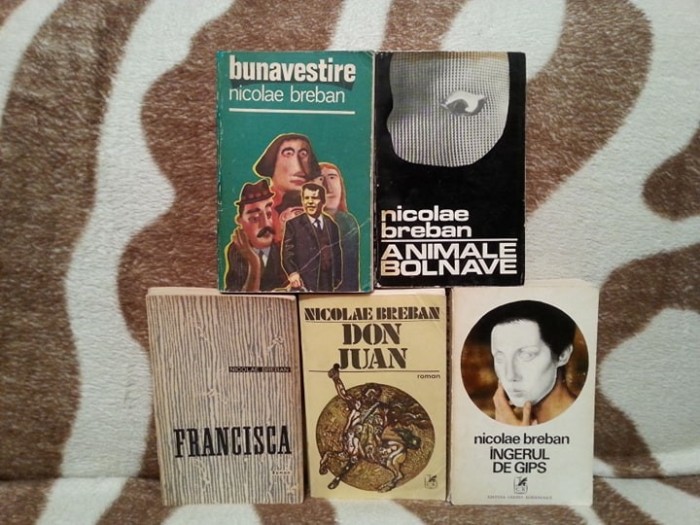 bunavestire
nicolae breban
nicolae
breban
ANIMALE
BOLNAVE
NICOLAE BREBAN
FRANCISCA
NICOLAE BREBAN
DON
JUAN
roman
nicolae breban
ÎNGERUL
DE GIPS